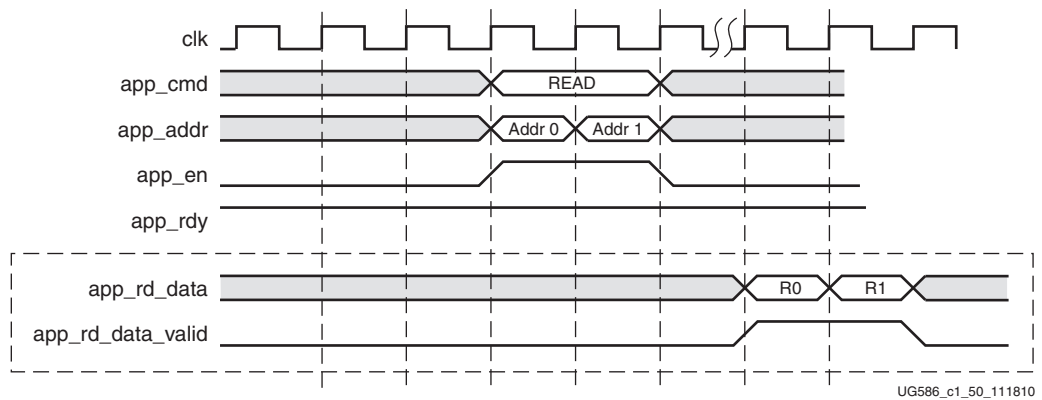 clk
app_cmd READ
app_addr Addr 0 Addr 1
app_en
app_rdy
app_rd_data R0 R1
app_rd_data_valid
UG586_c1_50_111810